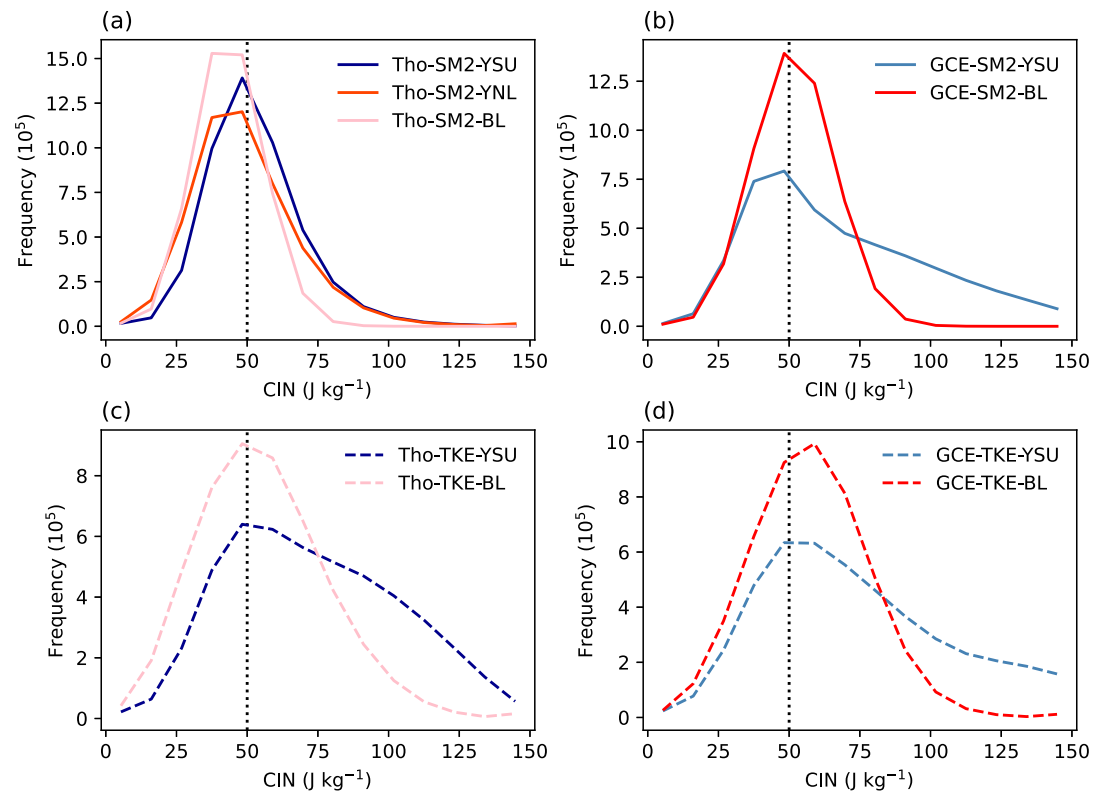 (a)
Frequency (10⁵)
15.0
12.5
10.0
7.5
5.0
2.5
0.0
Tho-SM2-YSU
Tho-SM2-YNL
Tho-SM2-BL
0 25 50 75 100 125 150
CIN (J kg⁻¹)
(b)
Frequency (10⁵)
12.5
10.0
7.5
5.0
2.5
0.0
GCE-SM2-YSU
GCE-SM2-BL
0 25 50 75 100 125 150
CIN (J kg⁻¹)
(c)
Frequency (10⁵)
8
6
4
2
0
Tho-TKE-YSU
Tho-TKE-BL
0 25 50 75 100 125 150
CIN (J kg⁻¹)
(d)
Frequency (10⁵)
10
8
6
4
2
0
GCE-TKE-YSU
GCE-TKE-BL
0 25 50 75 100 125 150
CIN (J kg⁻¹)